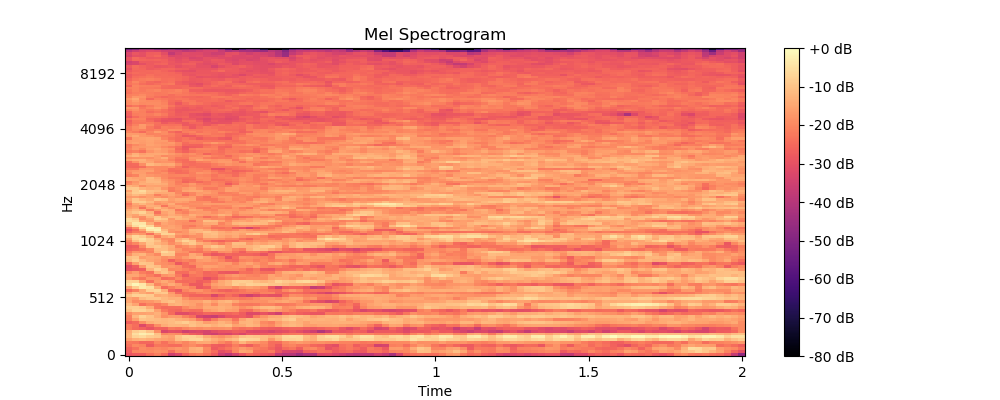 Mel Spectrogram
Hz
8192
4096
2048
1024
512
0
0 0.5 1 1.5 2
Time
+0 dB
-10 dB
-20 dB
-30 dB
-40 dB
-50 dB
-60 dB
-70 dB
-80 dB